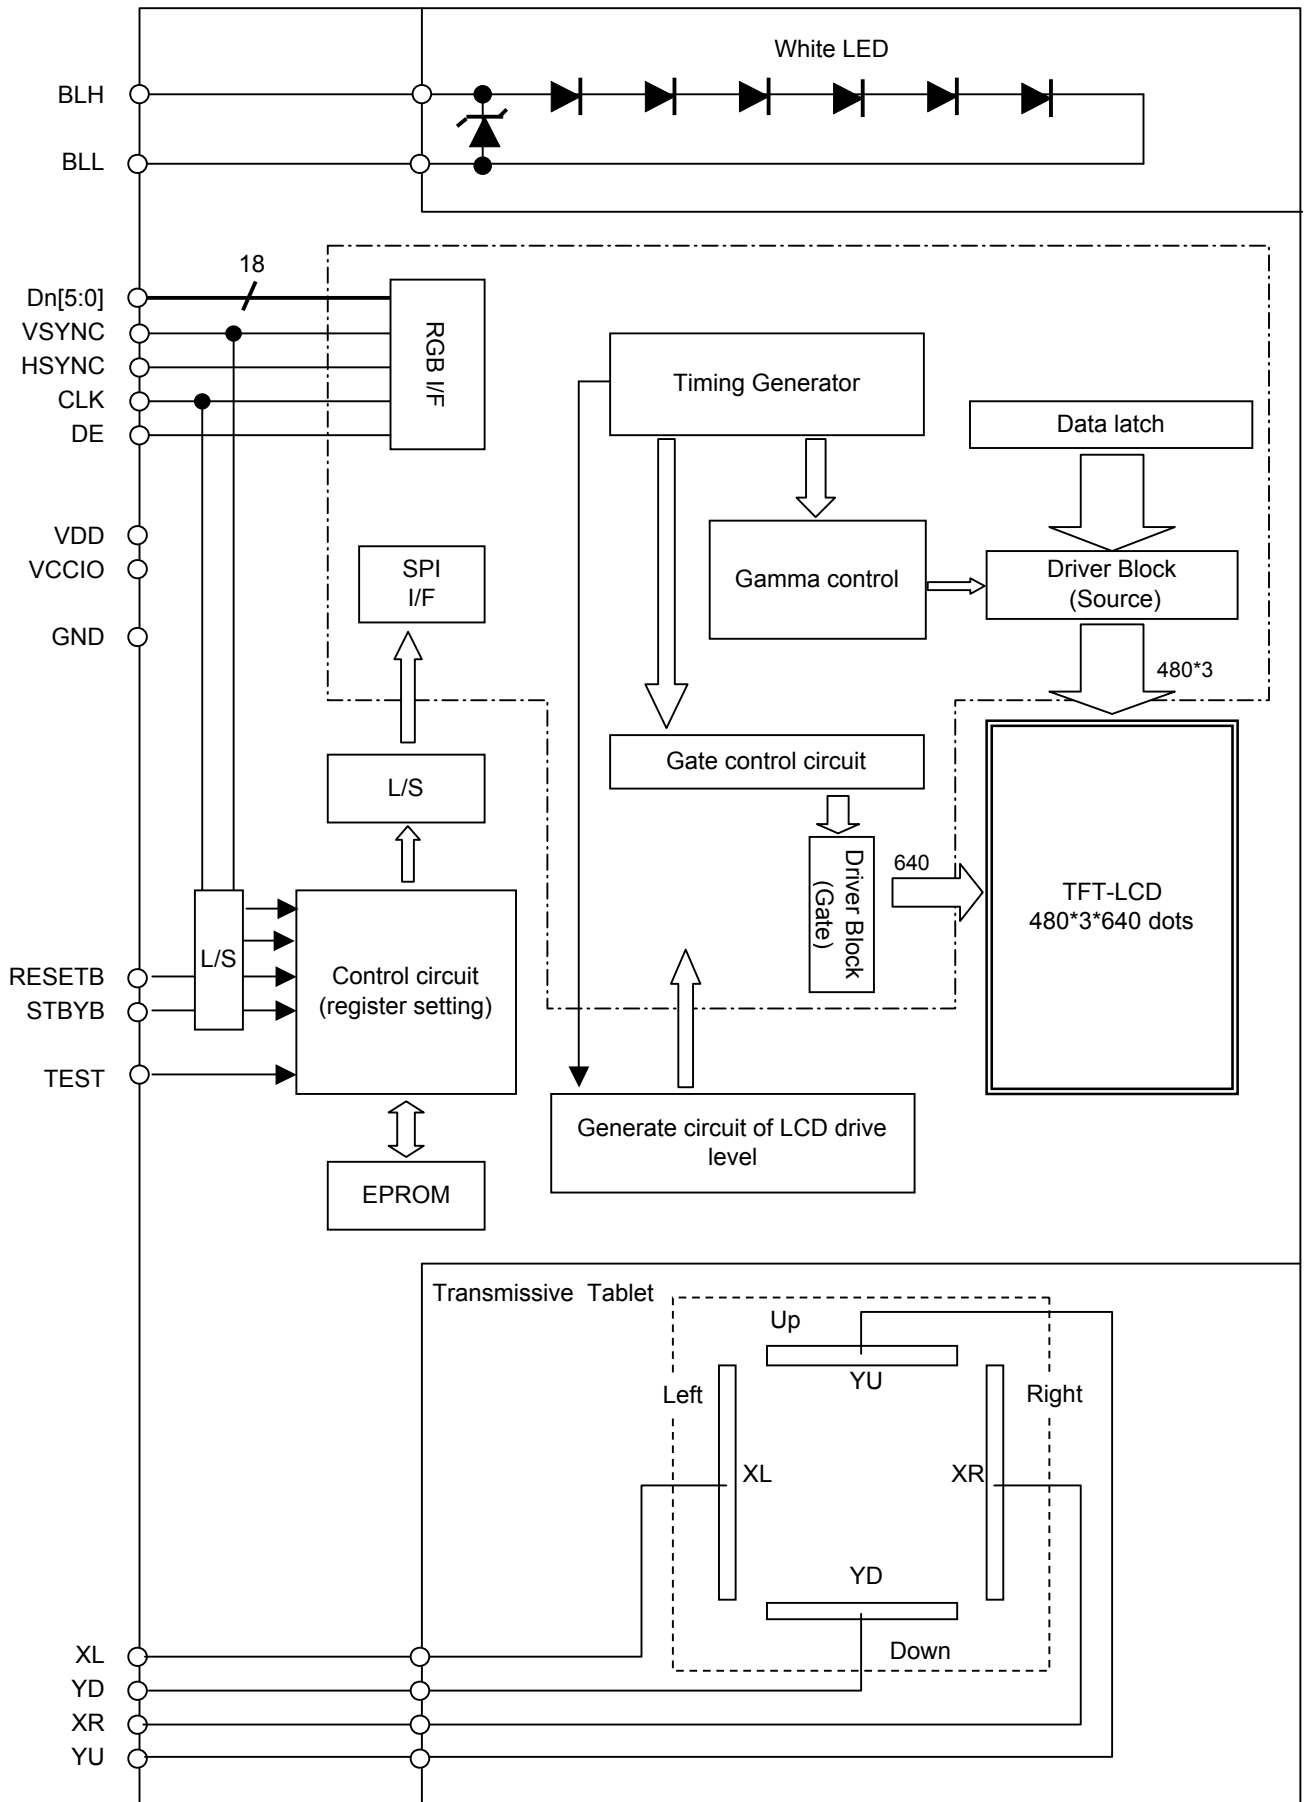 White LED
BLH
BLL
18
Dn[5:0]
VSYNC
HSYNC
CLK
DE
RGB I/F
Timing Generator
Data latch
VDD
VCCIO
GND
SPI
I/F
Gamma control
Driver Block
(Source)
480*3
Gate control circuit
L/S
Driver Block
(Gate)
640
TFT-LCD
480*3*640 dots
L/S
RESETB
STBYB
TEST
Control circuit
(register setting)
Generate circuit of LCD drive
level
EPROM
Transmissive Tablet
Up
YU
Left
Right
XL
XR
YD
Down
XL
YD
XR
YU